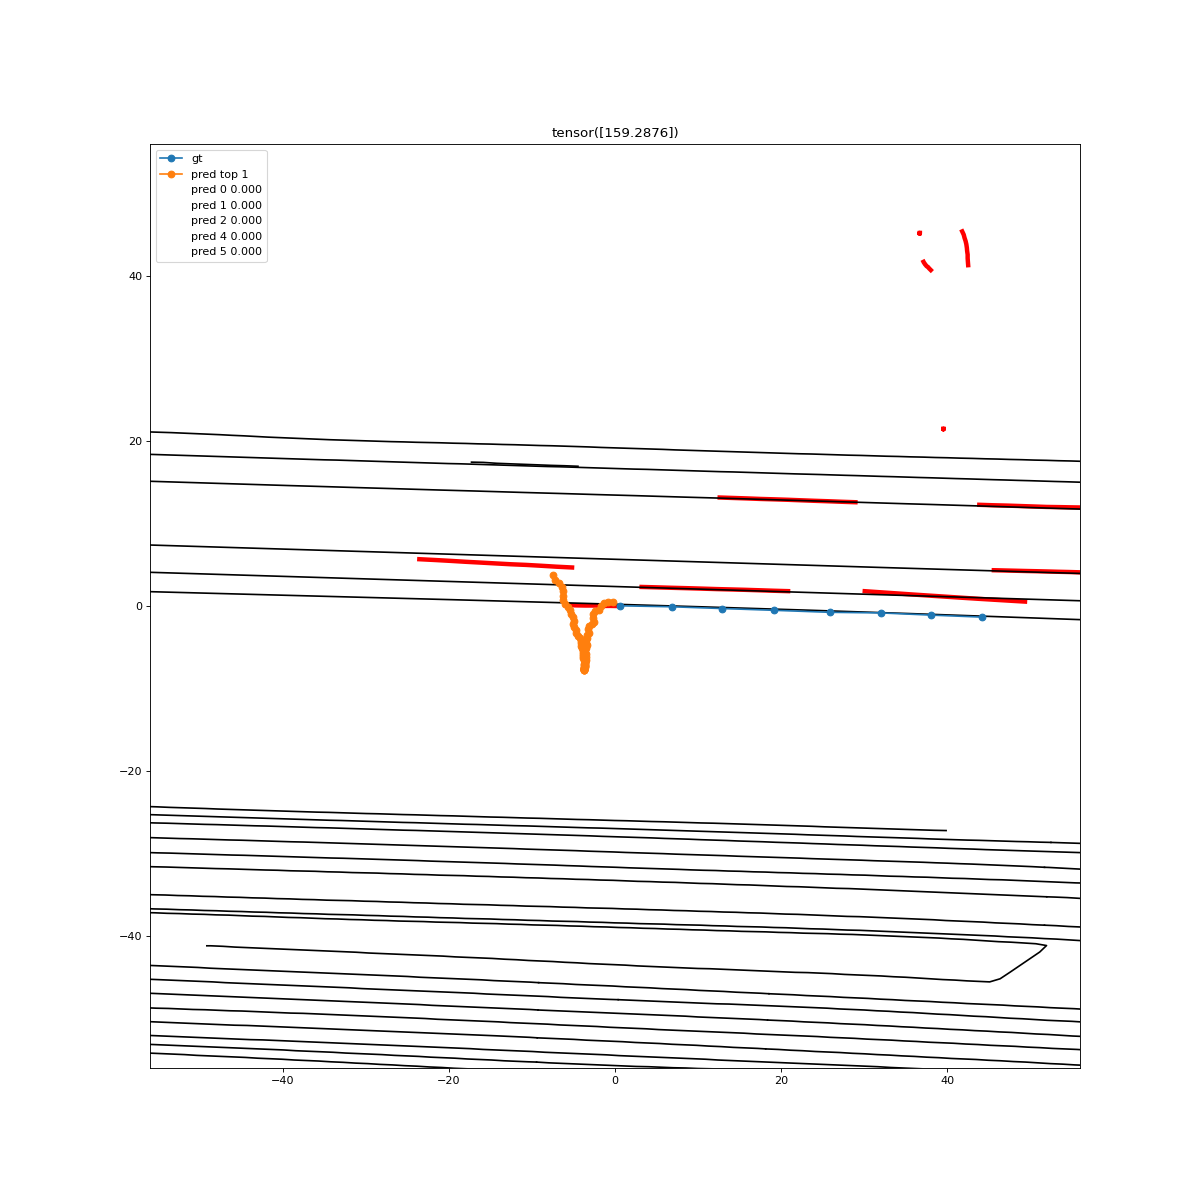 tensor([159.2876])
gt
pred top 1
pred 0 0.000
pred 1 0.000
pred 2 0.000
pred 4 0.000
pred 5 0.000
40
20
0
−20
−40
−40 −20 0 20 40